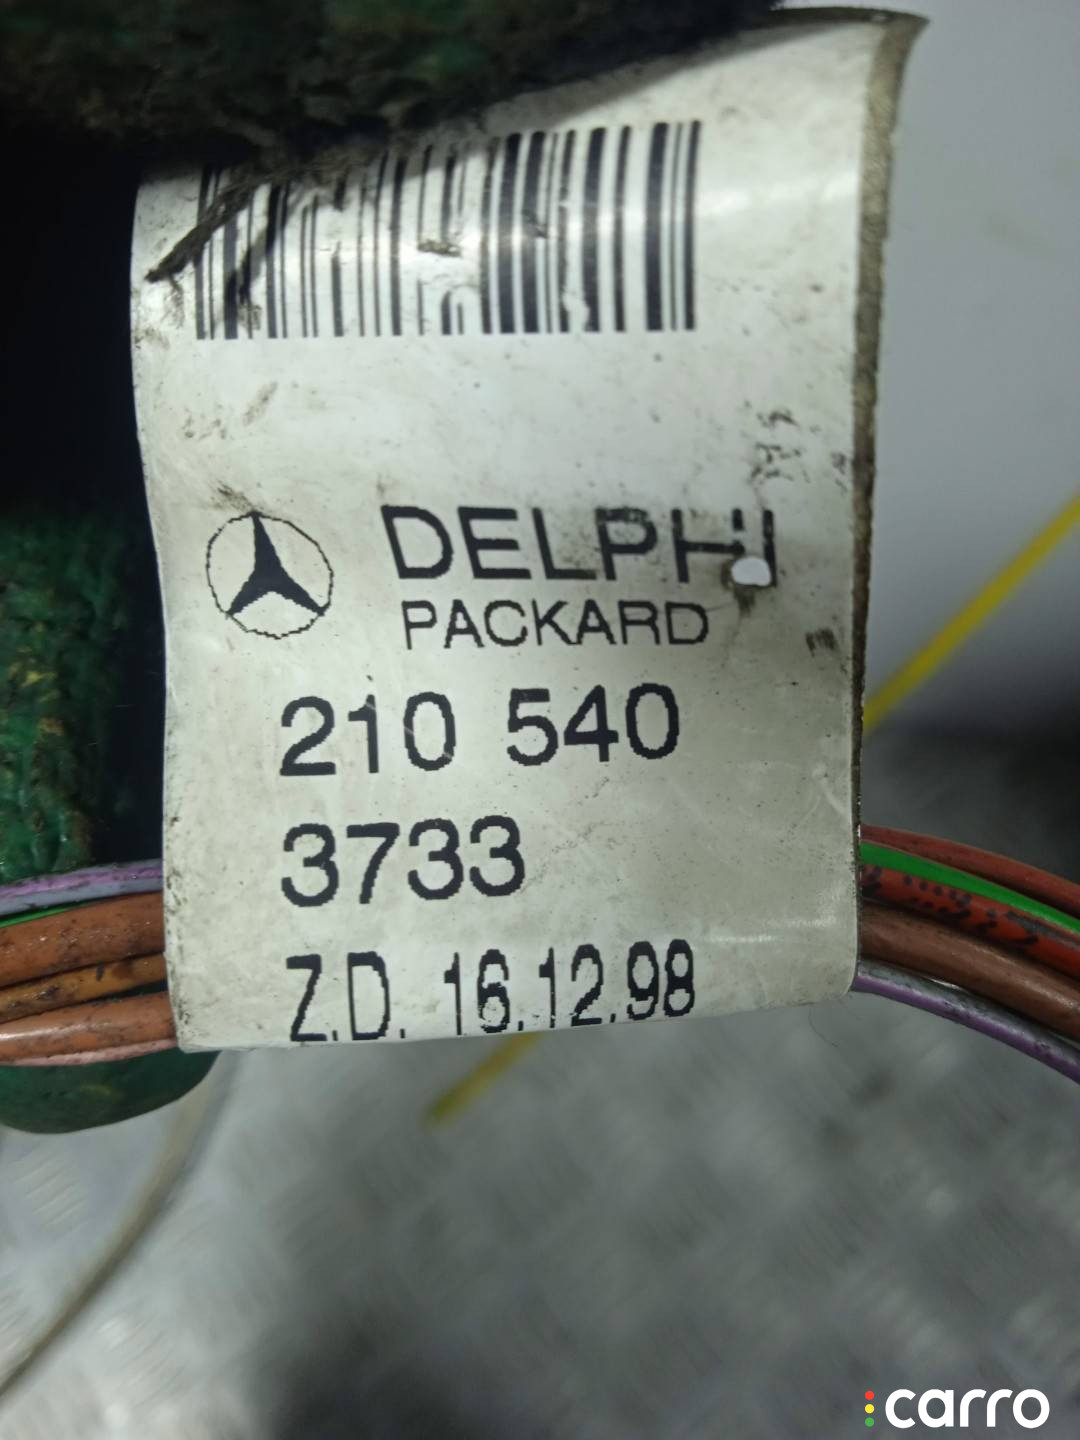 DELPHI
PACKARD
210 540
3733
Z.D. 16.12.98
carro